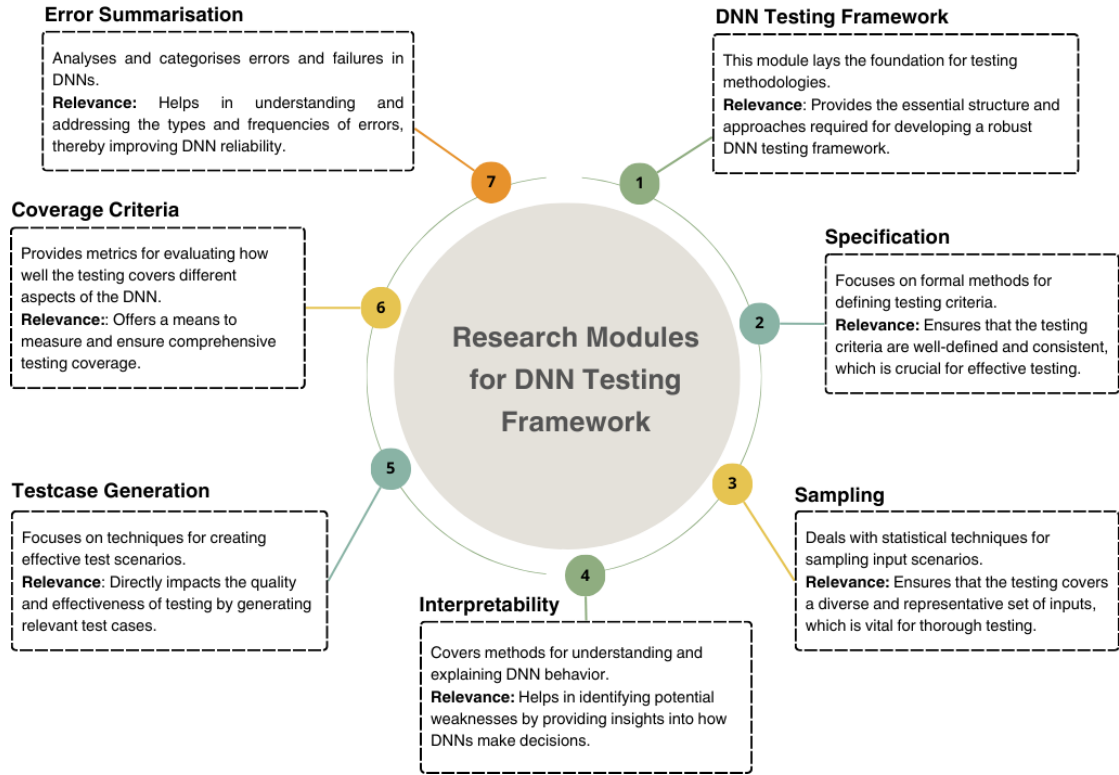 Error Summarisation
Analyses and categorises errors and failures in
DNNs.
Relevance: Helps in understanding and
addressing the types and frequencies of errors,
thereby improving DNN reliability.
DNN Testing Framework
This module lays the foundation for testing
methodologies.
Relevance: Provides the essential structure and
approaches required for developing a robust
DNN testing framework.
7
1
Coverage Criteria
Provides metrics for evaluating how
well the testing covers different
aspects of the DNN.
Relevance:: Offers a means to
measure and ensure comprehensive
testing coverage.
6
Specification
Focuses on formal methods for
defining testing criteria.
Relevance: Ensures that the testing
criteria are well-defined and consistent,
which is crucial for effective testing.
2
Research Modules
for DNN Testing
Framework
5
Testcase Generation
Focuses on techniques for creating
effective test scenarios.
Relevance: Directly impacts the quality
and effectiveness of testing by generating
relevant test cases.
3
Sampling
Deals with statistical techniques for
sampling input scenarios.
Relevance: Ensures that the testing covers
a diverse and representative set of inputs,
which is vital for thorough testing.
4
Interpretability
Covers methods for understanding and
explaining DNN behavior.
Relevance: Helps in identifying potential
weaknesses by providing insights into how
DNNs make decisions.